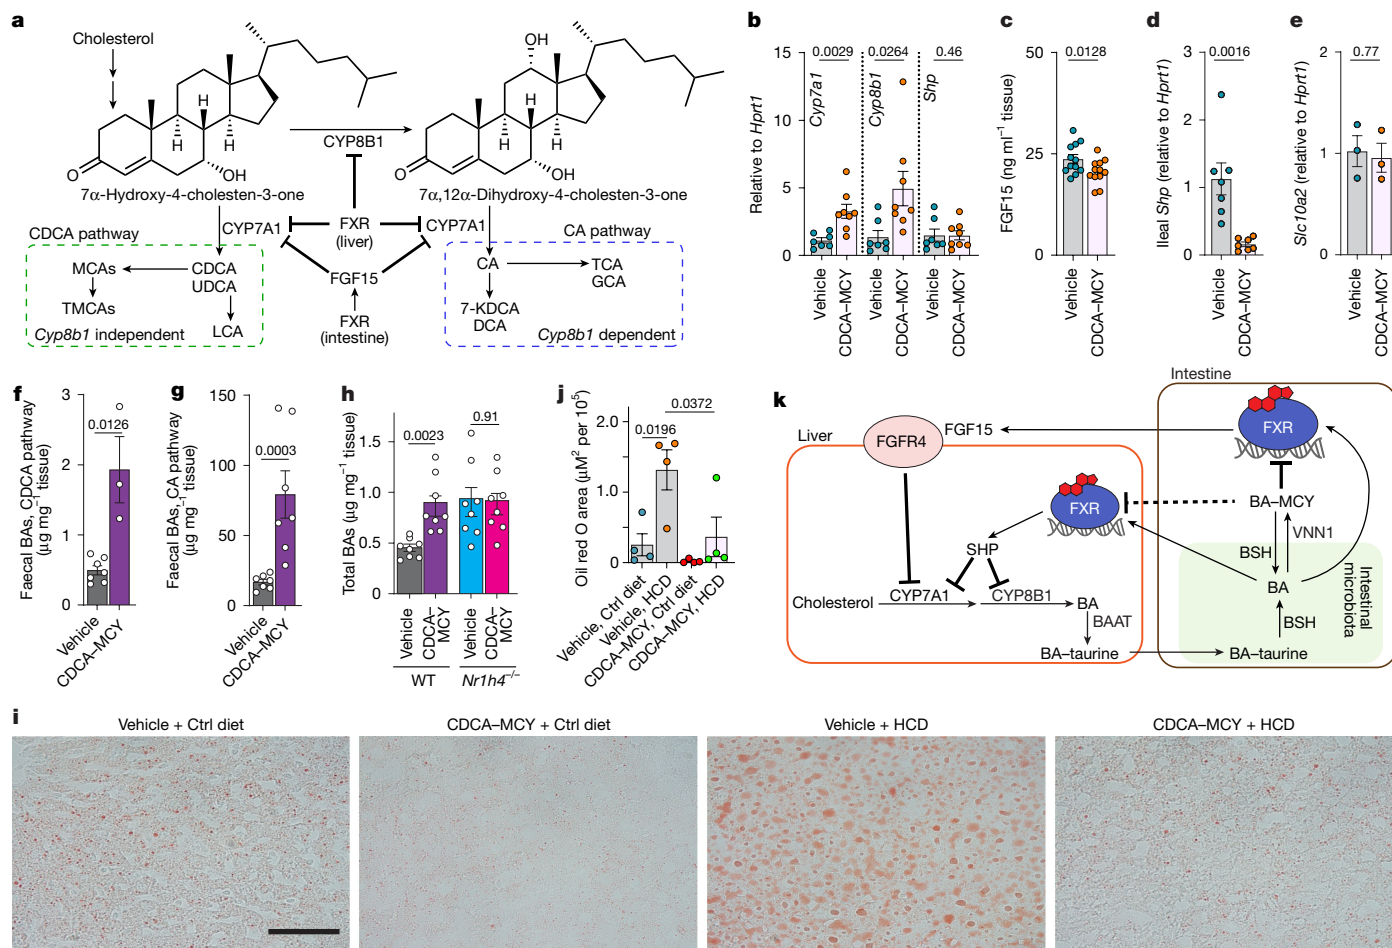 a
Cholesterol
O
H
H
H
OH
7α-Hydroxy-4-cholesten-3-one
CYP8B1
OH
O
H
H
H
OH
7α,12α-Dihydroxy-4-cholesten-3-one
CDCA pathway
CYP7A1
FXR
(liver)
CYP7A1
CA pathway
MCAs
CDCA
UDCA
TMCAs
LCA
Cyp8b1 independent
FGF15
FXR
(intestine)
CA
TCA
GCA
7-KDCA
DCA
Cyp8b1 dependent
b
Relative to Hprt1
15
10
5
0
0.0029
0.0264
0.46
Cyp7a1
Cyp8b1
Shp
Vehicle
CDCA–MCY
Vehicle
CDCA–MCY
Vehicle
CDCA–MCY
c
FGF15 (ng ml⁻¹ tissue)
50
25
0
0.0128
Vehicle
CDCA–MCY
d
Ileal Shp (relative to Hprt1)
3
2
1
0
0.0016
Vehicle
CDCA–MCY
e
Slc10a2 (relative to Hprt1)
2
1
0
0.77
Vehicle
CDCA–MCY
f
Faecal BAs, CDCA pathway
(µg mg⁻¹ tissue)
3
2
1
0
0.0126
Vehicle
CDCA–MCY
g
Faecal BAs, CA pathway
(µg mg⁻¹ tissue)
150
100
50
0
0.0003
Vehicle
CDCA–MCY
h
Total BAs (µg mg⁻¹ tissue)
1.5
1.0
0.5
0
0.0023
0.91
Vehicle
CDCA–
MCY
Vehicle
CDCA–
MCY
WT
Nr1h4⁻/⁻
j
Oil red O area (µM² per 10⁵)
2.0
1.0
0
0.0372
0.0196
Vehicle, Ctrl diet
Vehicle, HCD
CDCA–MCY, Ctrl diet
CDCA–MCY, HCD
k
Intestine
Liver
FGFR4
FGF15
FXR
FXR
BA–MCY
SHP
VNN1
BSH
Cholesterol
CYP7A1
CYP8B1
BA
BA
Intestinal
microbiota
BAAT
BSH
BA–taurine
BA–taurine
i
Vehicle + Ctrl diet
CDCA–MCY + Ctrl diet
Vehicle + HCD
CDCA–MCY + HCD